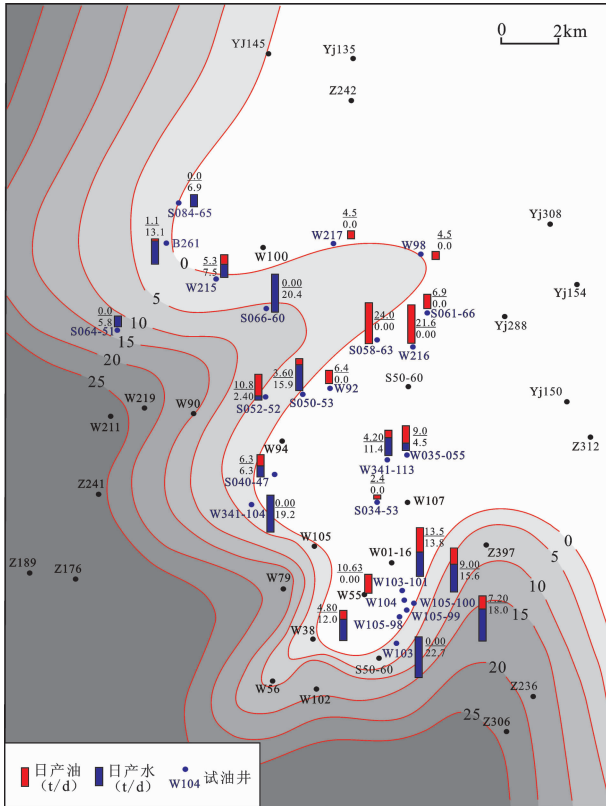 YJ145
Yj135
0 2km
Z242
0.0
6.9
S084-65
1.1
13.1
B261
4.5
0.0
W217
4.5
0.0
W98
Yj308
W100
0
5.3
7.5
W215
0.00
20.4
S066-60
Yj154
5
6.9
0.0
S061-66
Yj288
0.0
5.8
S064-51
10
15
24.0
0.00
S058-63
21.6
0.00
W216
20
25
W219
W211
W90
10.8
2.40
S052-52
3.60
15.9
S050-53
6.4
0.0
W92
S50-60
Yj150
Z312
W94
4.20
11.4
W341-113
9.0
4.5
W035-055
6.3
6.3
S040-47
Z241
2.4
0.0
S034-53
W107
W341-104
0.00
19.2
W105
13.5
13.8
W01-16
Z397
0
5
10
15
20
25
Z189
Z176
W79
10.63
0.00
W55
W103-101
W104
W105-100
W105-99
W105-98
9.00
15.6
7.20
18.0
4.80
12.0
W38
W103
0.00
22.7
S50-60
W56
W102
Z236
Z306
日产油
(t/d)
日产水
(t/d)
W104
试油井